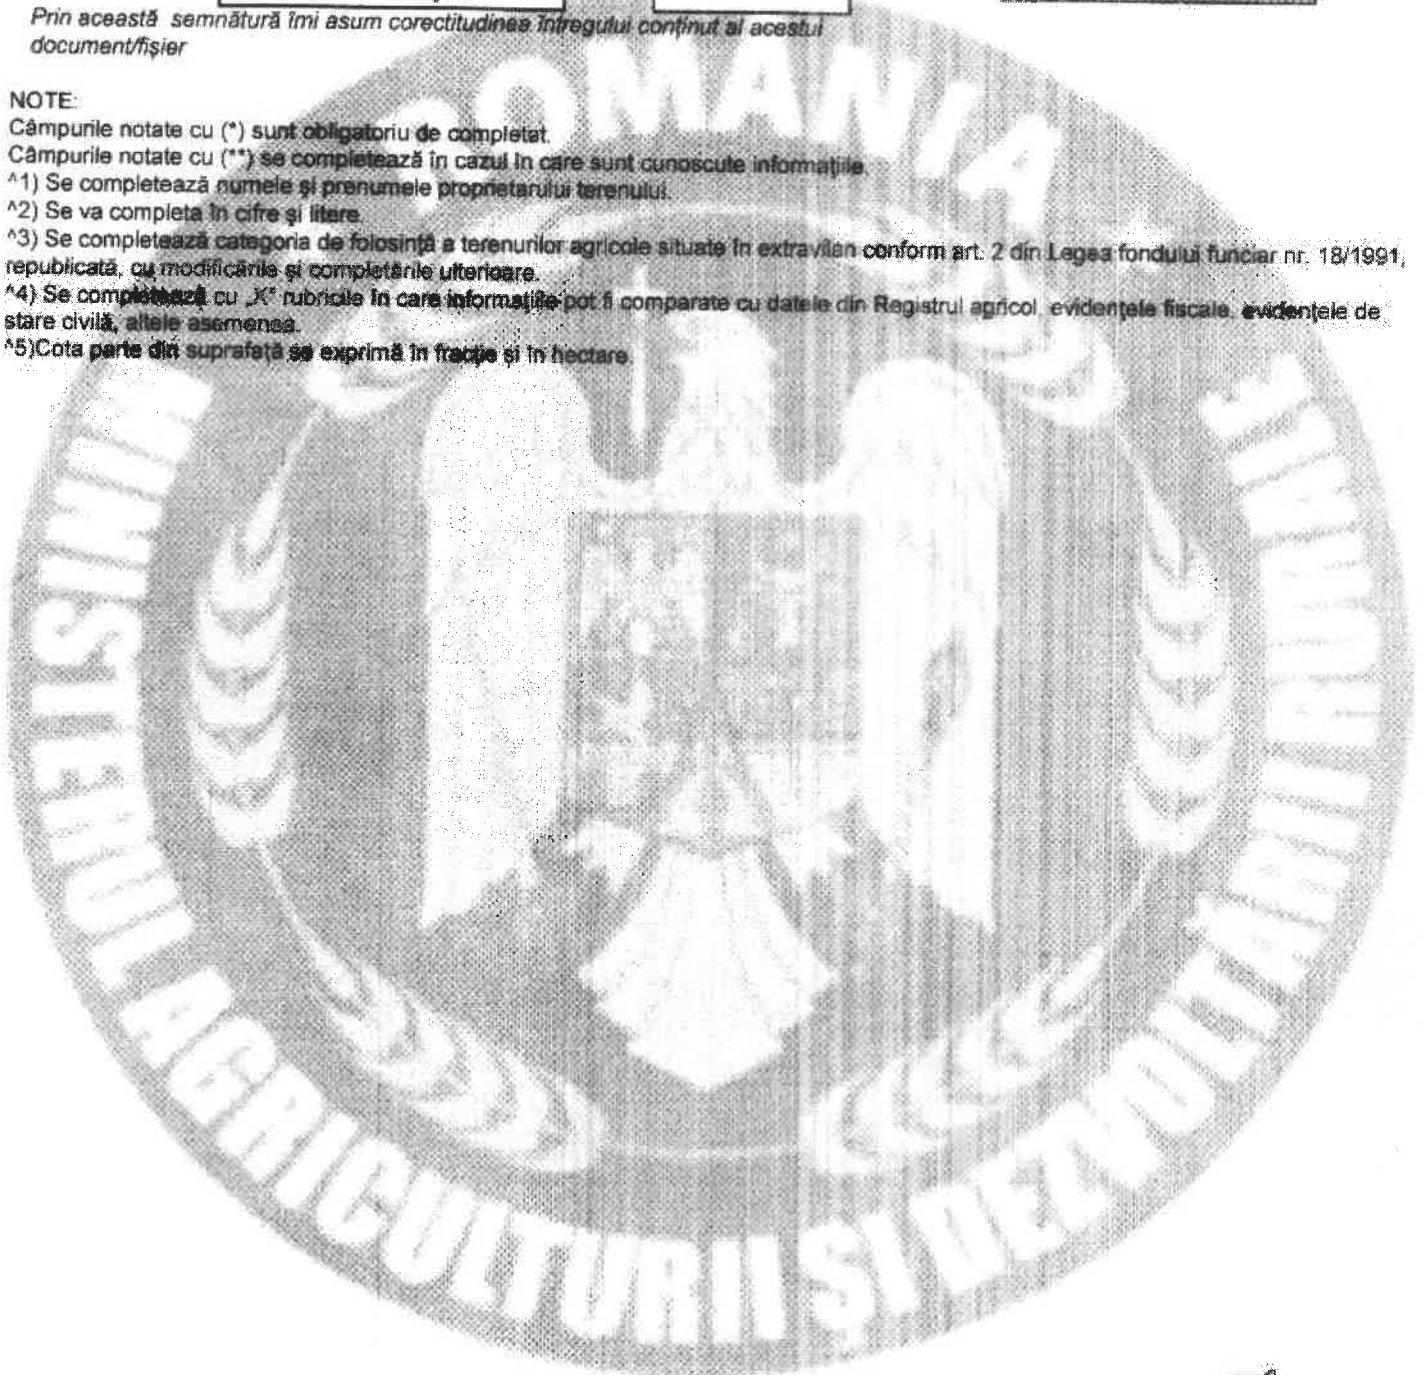 Prin această semnătură îmi asum corectitudinea întregului conținut al acestui
document/fișier
NOTE:
Câmpurile notate cu (*) sunt obligatoriu de completat.
Câmpurile notate cu (**) se completează în cazul în care sunt cunoscute informațiile.
^1) Se completează numele și prenumele proprietarului terenului.
^2) Se va completa în cifre și litere.
^3) Se completează categoria de folosință a terenurilor agricole situate în extravilan conform art. 2 din Legea fondului funciar nr. 18/1991,
republicată, cu modificările și completările ulterioare.
^4) Se completează cu „X" rubricile în care informațiile pot fi comparate cu datele din Registrul agricol, evidențele fiscale, evidențele de
stare civilă, altele asemenea.
^5)Cota parte din suprafață se exprimă în fracție și în hectare.
ROMANIA
MINISTERUL AGRICULTURII ȘI DEZVOLTĂRII RURALE